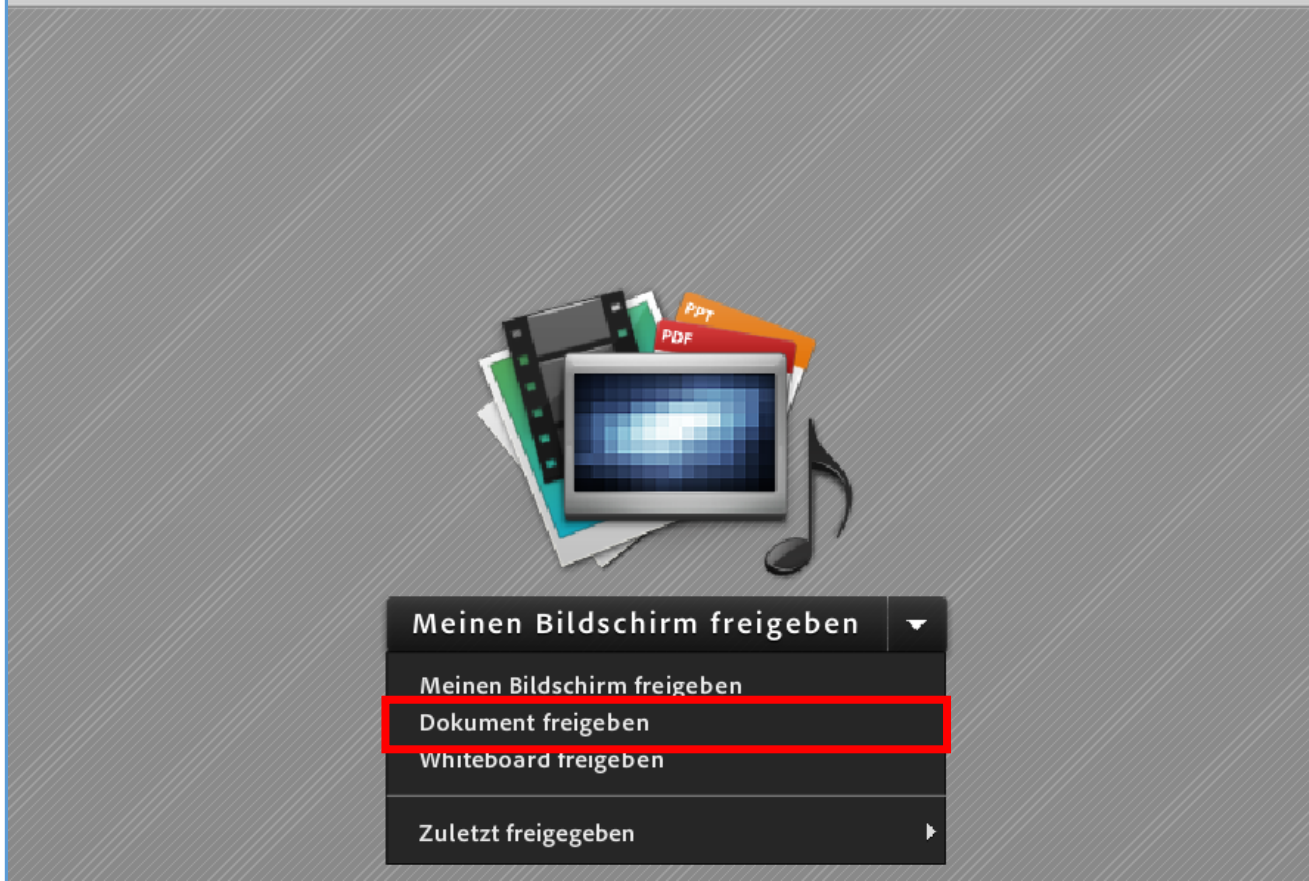 PPT
PDF
Meinen Bildschirm freigeben
Meinen Bildschirm freigeben
Dokument freigeben
Whiteboard freigeben
Zuletzt freigegeben